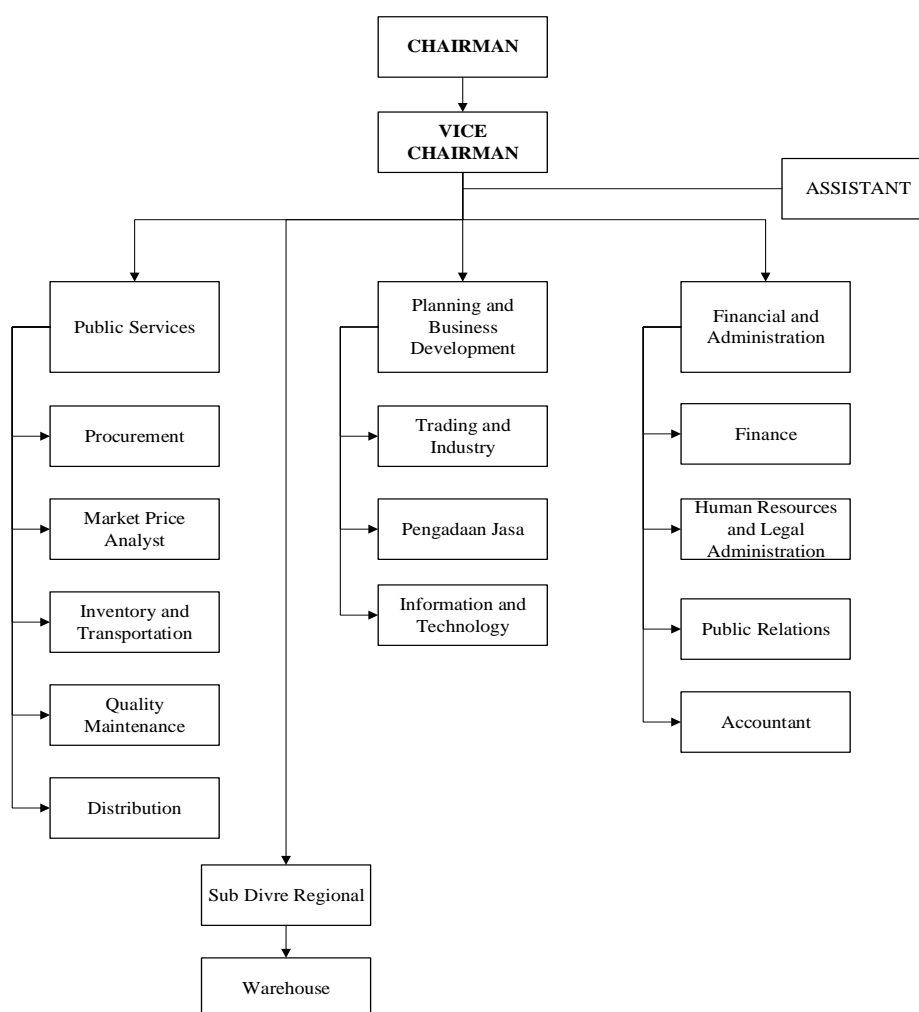 CHAIRMAN
VICE
CHAIRMAN
ASSISTANT
Public Services
Planning and
Business
Development
Financial and
Administration
Procurement
Trading and
Industry
Finance
Market Price
Analyst
Pengadaan Jasa
Human Resources
and Legal
Administration
Inventory and
Transportation
Information and
Technology
Public Relations
Quality
Maintenance
Accountant
Distribution
Sub Divre Regional
Warehouse